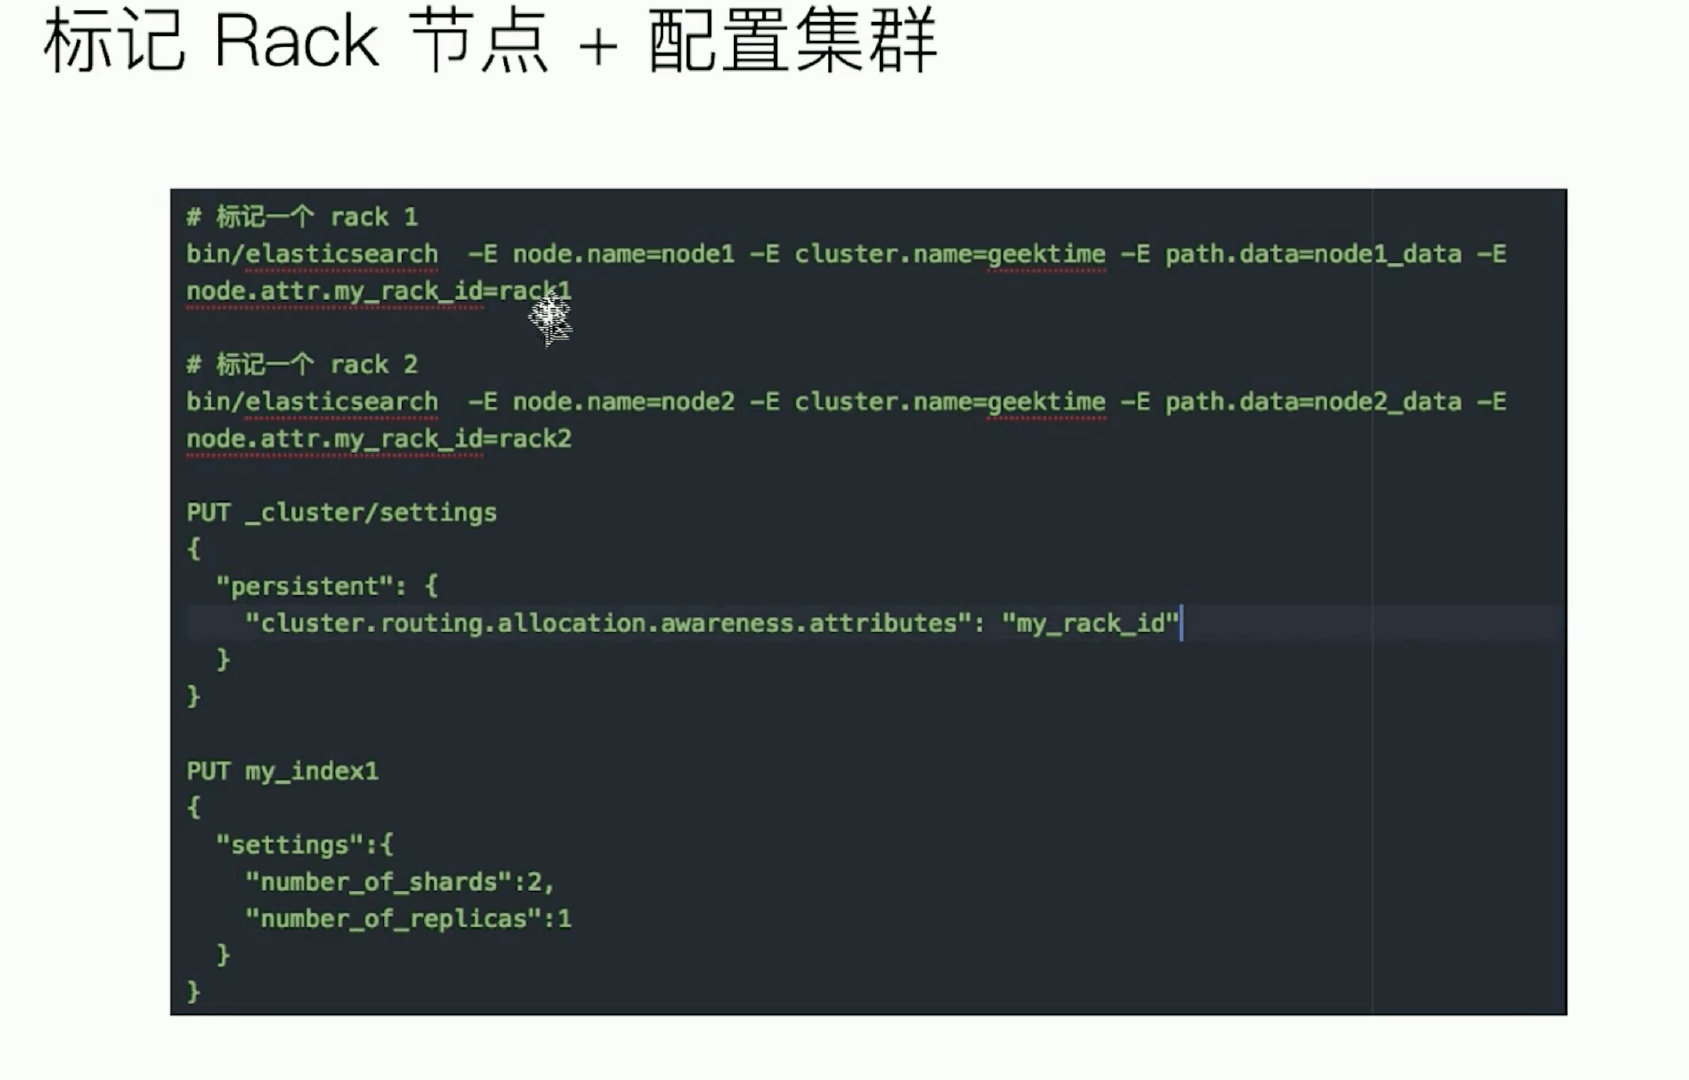 标记 Rack 节点 + 配置集群
# 标记一个 rack 1
bin/elasticsearch  -E node.name=node1 -E cluster.name=geektime -E path.data=node1_data -E
node.attr.my_rack_id=rack1
# 标记一个 rack 2
bin/elasticsearch  -E node.name=node2 -E cluster.name=geektime -E path.data=node2_data -E
node.attr.my_rack_id=rack2
PUT _cluster/settings
{
  "persistent": {
    "cluster.routing.allocation.awareness.attributes": "my_rack_id"
  }
}
PUT my_index1
{
  "settings":{
    "number_of_shards":2,
    "number_of_replicas":1
  }
}